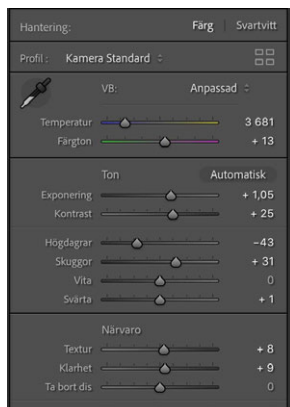 Hantering: Färg Svartvitt
Profil : Kamera Standard
VB: Anpassad
Temperatur 3 681
Färgton + 13
Ton Automatisk
Exponering + 1,05
Kontrast + 25
Högdagrar −43
Skuggor + 31
Vita 0
Svärta + 1
Närvaro
Textur + 8
Klarhet + 9
Ta bort dis 0